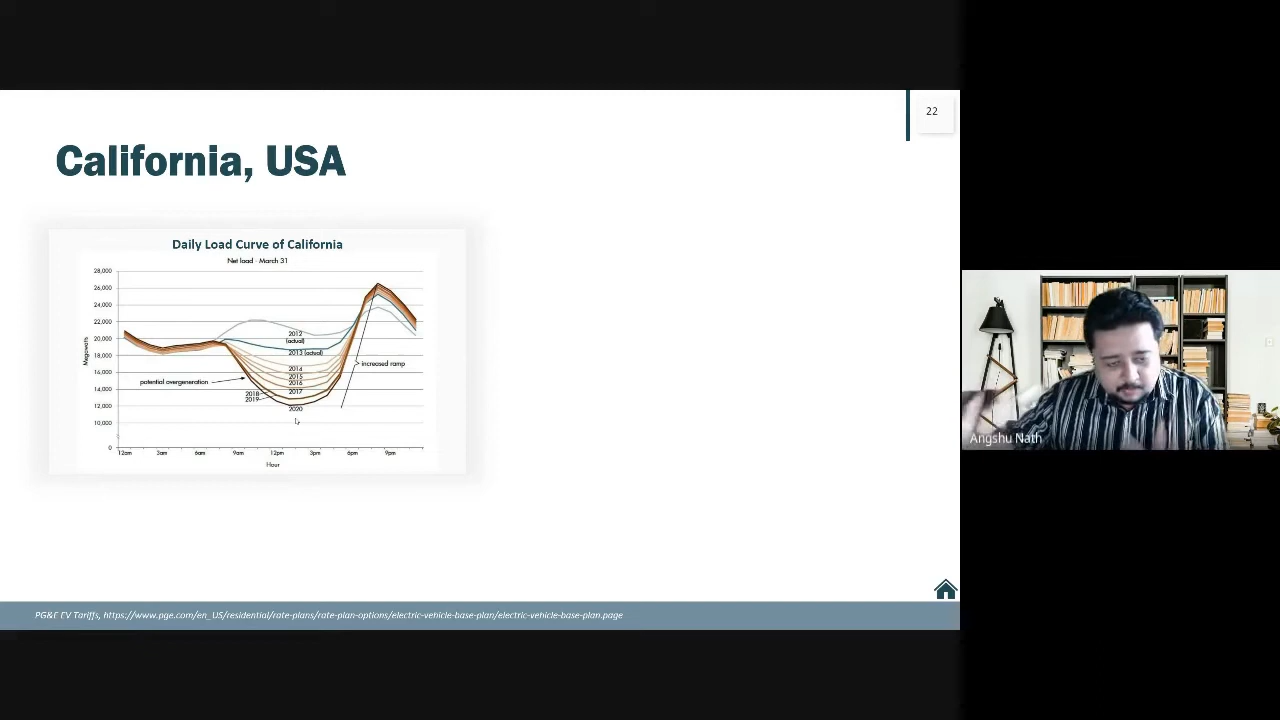 22
California, USA
Daily Load Curve of California
Net load - March 31
28,000
26,000
24,000
22,000
20,000
18,000
16,000
14,000
12,000
10,000
0
Megawatts
2012
(actual)
2013 (actual)
2014
2015
2016
2017
2018
2019
2020
potential overgeneration
increased ramp
12am 3am 6am 9am 12pm 3pm 6pm 9pm
Hour
Angshu Nath
PG&E EV Tariffs, https://www.pge.com/en_US/residential/rate-plans/rate-plan-options/electric-vehicle-base-plan/electric-vehicle-base-plan.page